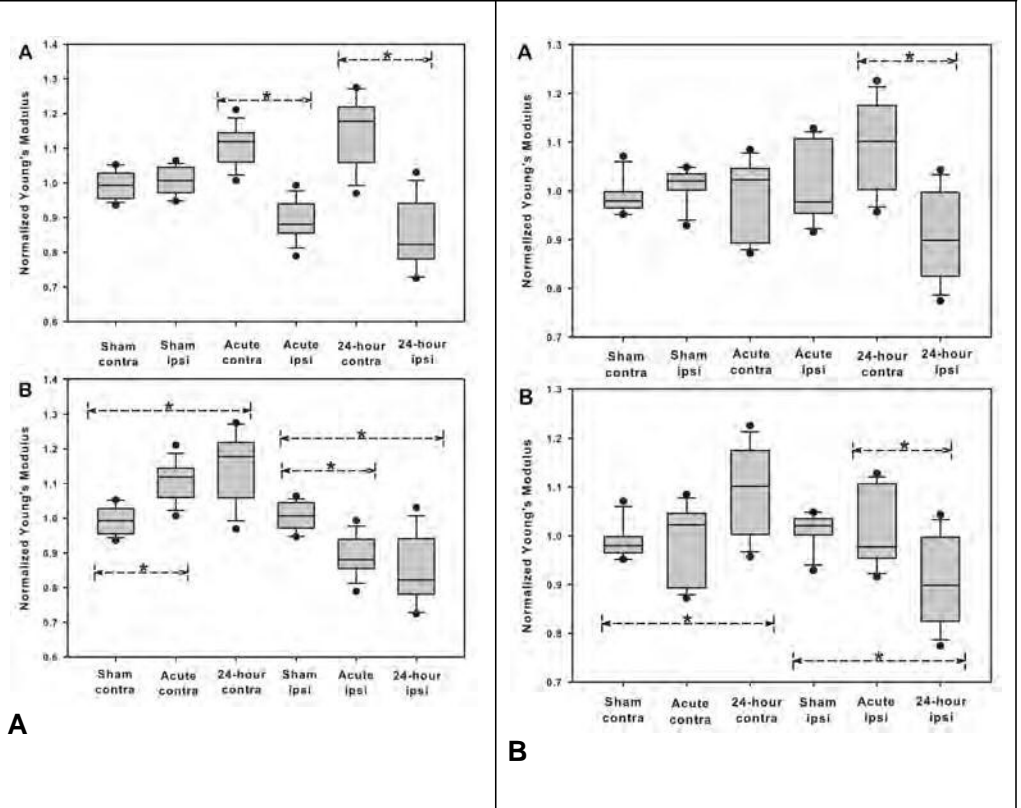 A
Normalized Young's Modulus
1.4
1.3
1.2
1.1
1.0
0.9
0.8
0.7
0.6
*
*
Sham contra
Sham ipsi
Acute contra
Acute ipsi
24-hour contra
24-hour ipsi
B
Normalized Young's Modulus
1.4
1.3
1.2
1.1
1.0
0.9
0.8
0.7
0.6
*
*
*
*
Sham contra
Acute contra
24-hour contra
Sham ipsi
Acute ipsi
24-hour ipsi
A
A
Normalized Young's Modulus
1.3
1.2
1.1
1.0
0.9
0.8
0.7
*
Sham contra
Sham ipsi
Acute contra
Acute ipsi
24-hour contra
24-hour ipsi
B
Normalized Young's Modulus
1.3
1.2
1.1
1.0
0.9
0.8
0.7
*
*
*
Sham contra
Acute contra
24-hour contra
Sham ipsi
Acute ipsi
24-hour ipsi
B